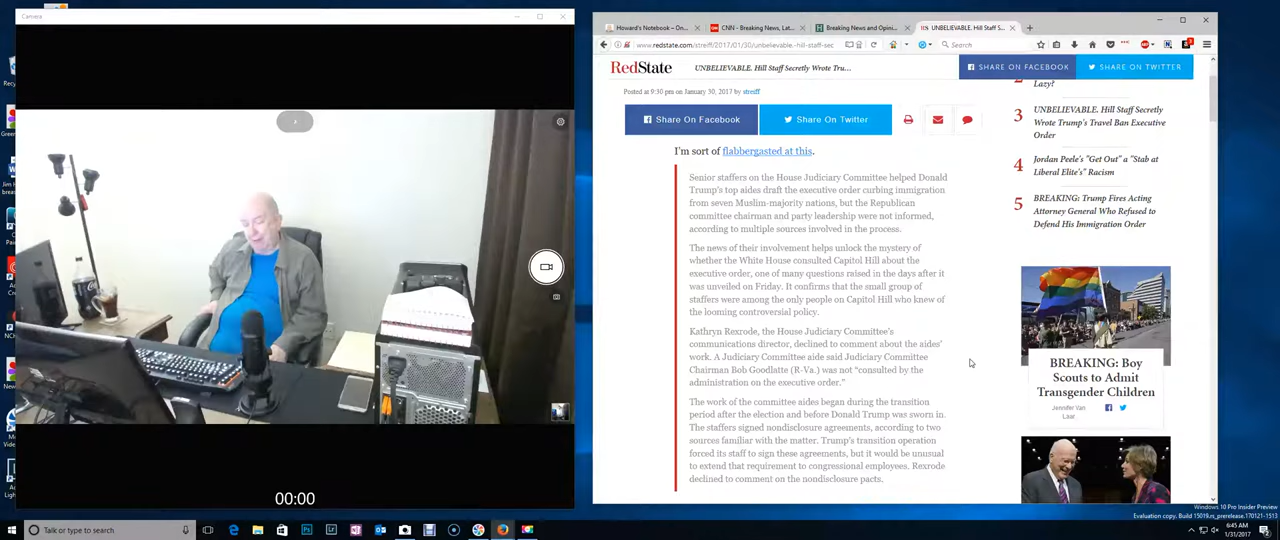 Camera
00:00
Howard's Notebook – On...
CNN - Breaking News, Lat...
Breaking News and Opini...
UNBELIEVABLE. Hill Staff S...
www.redstate.com/streiff/2017/01/30/unbelievable.-hill-staff-sec
Search
RedState
UNBELIEVABLE. Hill Staff Secretly Wrote Tru...
SHARE ON FACEBOOK
SHARE ON TWITTER
Posted at 9:30 pm on January 30, 2017 by streiff
Share On Facebook
Share On Twitter
I'm sort of flabbergasted at this.
Senior staffers on the House Judiciary Committee helped Donald
Trump's top aides draft the executive order curbing immigration
from seven Muslim-majority nations, but the Republican
committee chairman and party leadership were not informed,
according to multiple sources involved in the process.
The news of their involvement helps unlock the mystery of
whether the White House consulted Capitol Hill about the
executive order, one of many questions raised in the days after it
was unveiled on Friday. It confirms that the small group of
staffers were among the only people on Capitol Hill who knew of
the looming controversial policy.
Kathryn Rexrode, the House Judiciary Committee's
communications director, declined to comment about the aides'
work. A Judiciary Committee aide said Judiciary Committee
Chairman Bob Goodlatte (R-Va.) was not "consulted by the
administration on the executive order."
The work of the committee aides began during the transition
period after the election and before Donald Trump was sworn in.
The staffers signed nondisclosure agreements, according to two
sources familiar with the matter. Trump's transition operation
forced its staff to sign these agreements, but it would be unusual
to extend that requirement to congressional employees. Rexrode
declined to comment on the nondisclosure pacts.
2
Lazy?
3
UNBELIEVABLE. Hill Staff Secretly
Wrote Trump's Travel Ban Executive
Order
4
Jordan Peele's "Get Out" a "Stab at
Liberal Elite's" Racism
5
BREAKING: Trump Fires Acting
Attorney General Who Refused to
Defend His Immigration Order
BREAKING: Boy
Scouts to Admit
Transgender Children
Jennifer Van
Laar
Windows 10 Pro Insider Preview
Evaluation copy. Build 15019.rs_prerelease.170121-1513
Talk or type to search
6:45 AM
1/31/2017